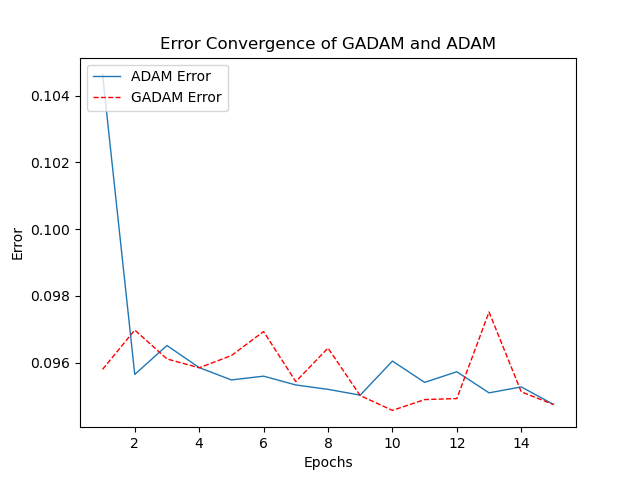 Error Convergence of GADAM and ADAM
ADAM Error
GADAM Error
0.104
0.102
0.100
0.098
0.096
Error
2 4 6 8 10 12 14
Epochs